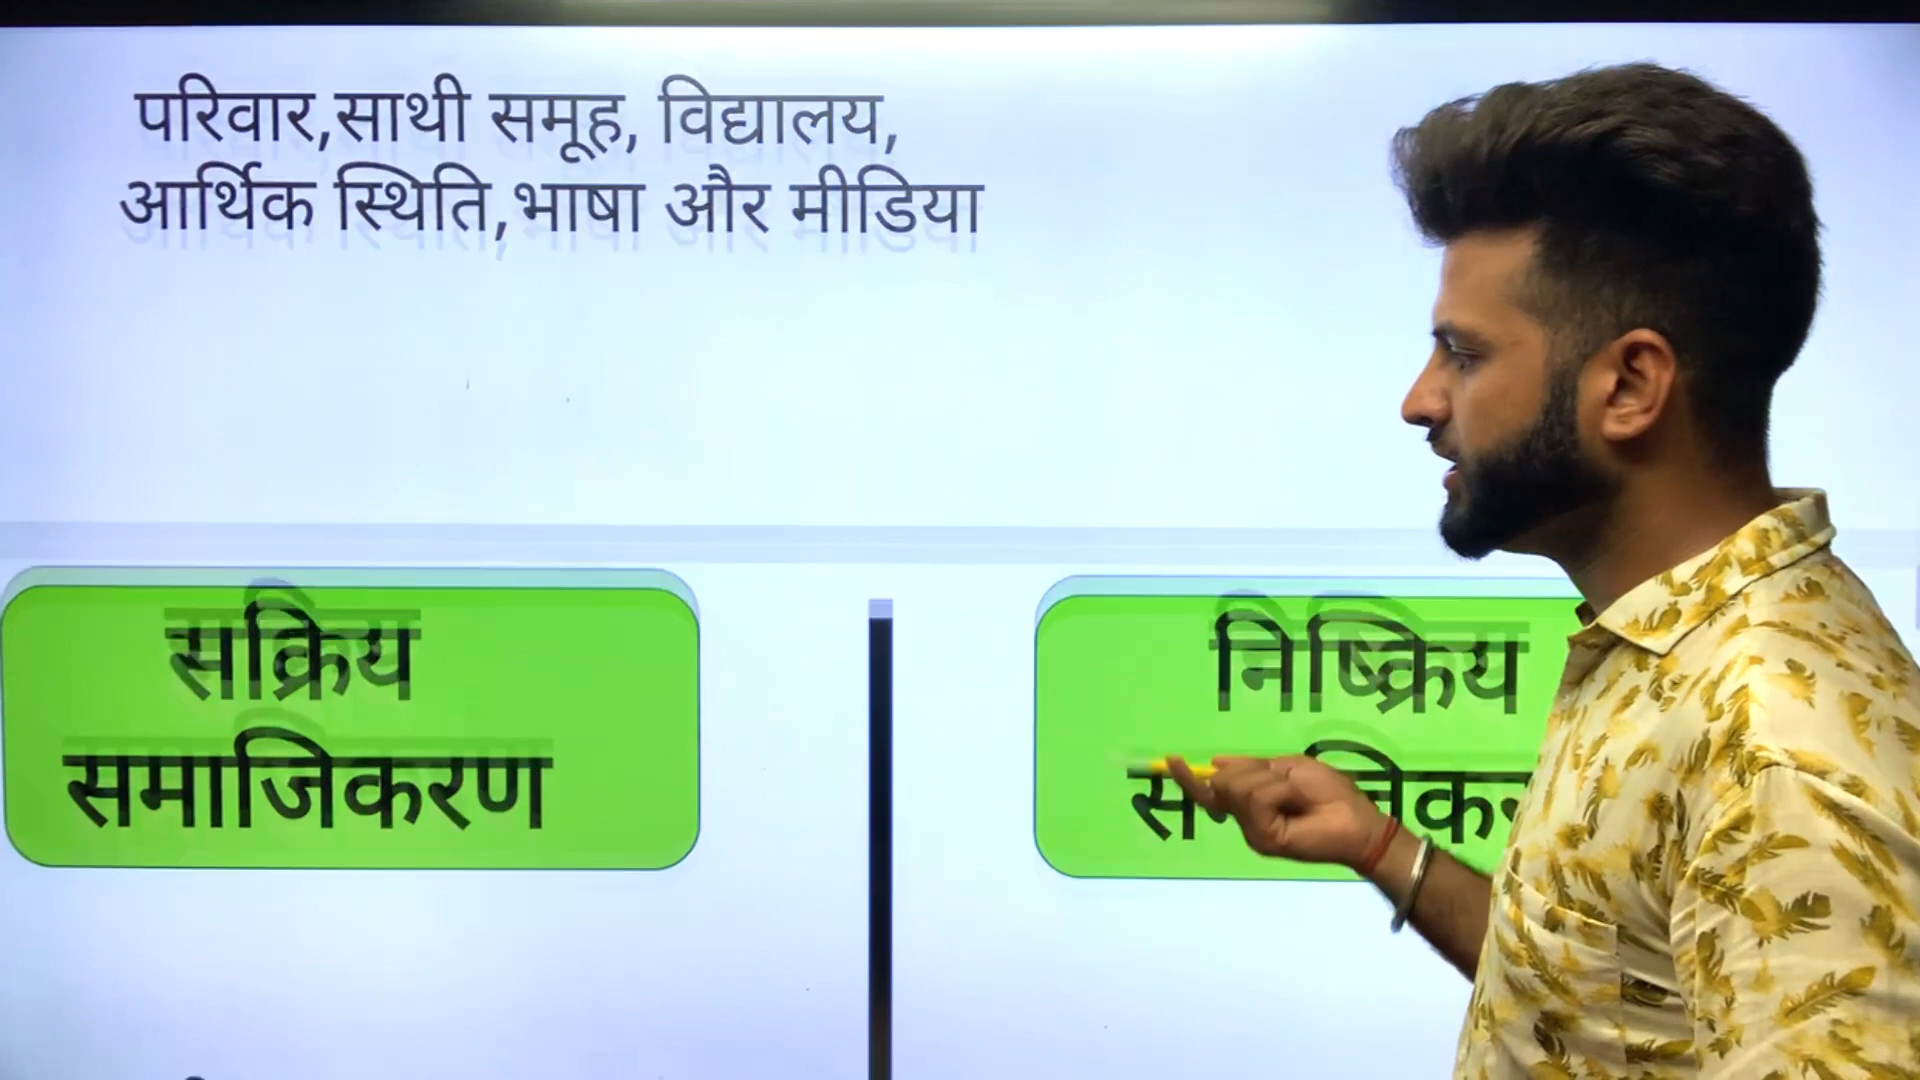 परिवार,साथी समूह, विद्यालय,
आर्थिक स्थिति,भाषा और मीडिया
सक्रिय
समाजिकरण
निष्क्रिय